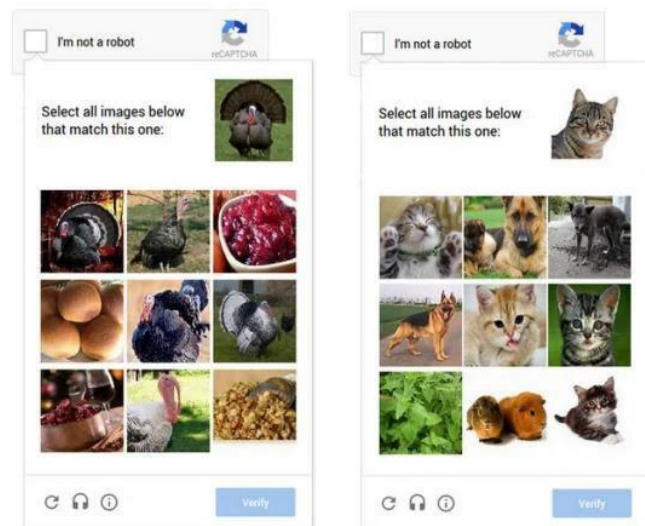 I'm not a robot
reCAPTCHA
Select all images below
that match this one:
Verify
I'm not a robot
reCAPTCHA
Select all images below
that match this one:
Verify